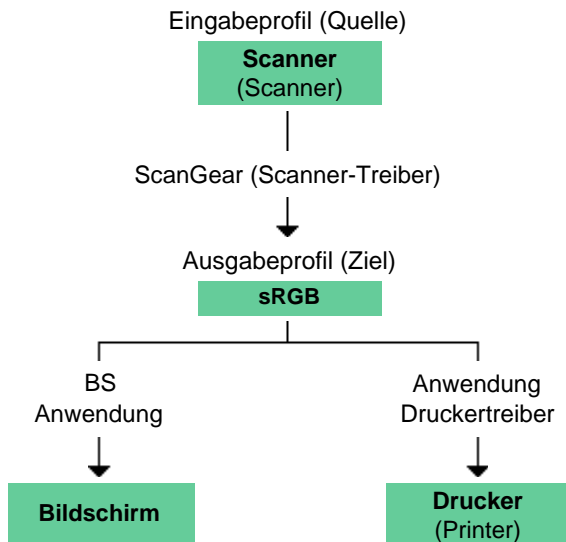 Eingabeprofil (Quelle)
Scanner
(Scanner)
ScanGear (Scanner-Treiber)
Ausgabeprofil (Ziel)
sRGB
BS
Anwendung
Anwendung
Druckertreiber
Bildschirm
Drucker
(Printer)